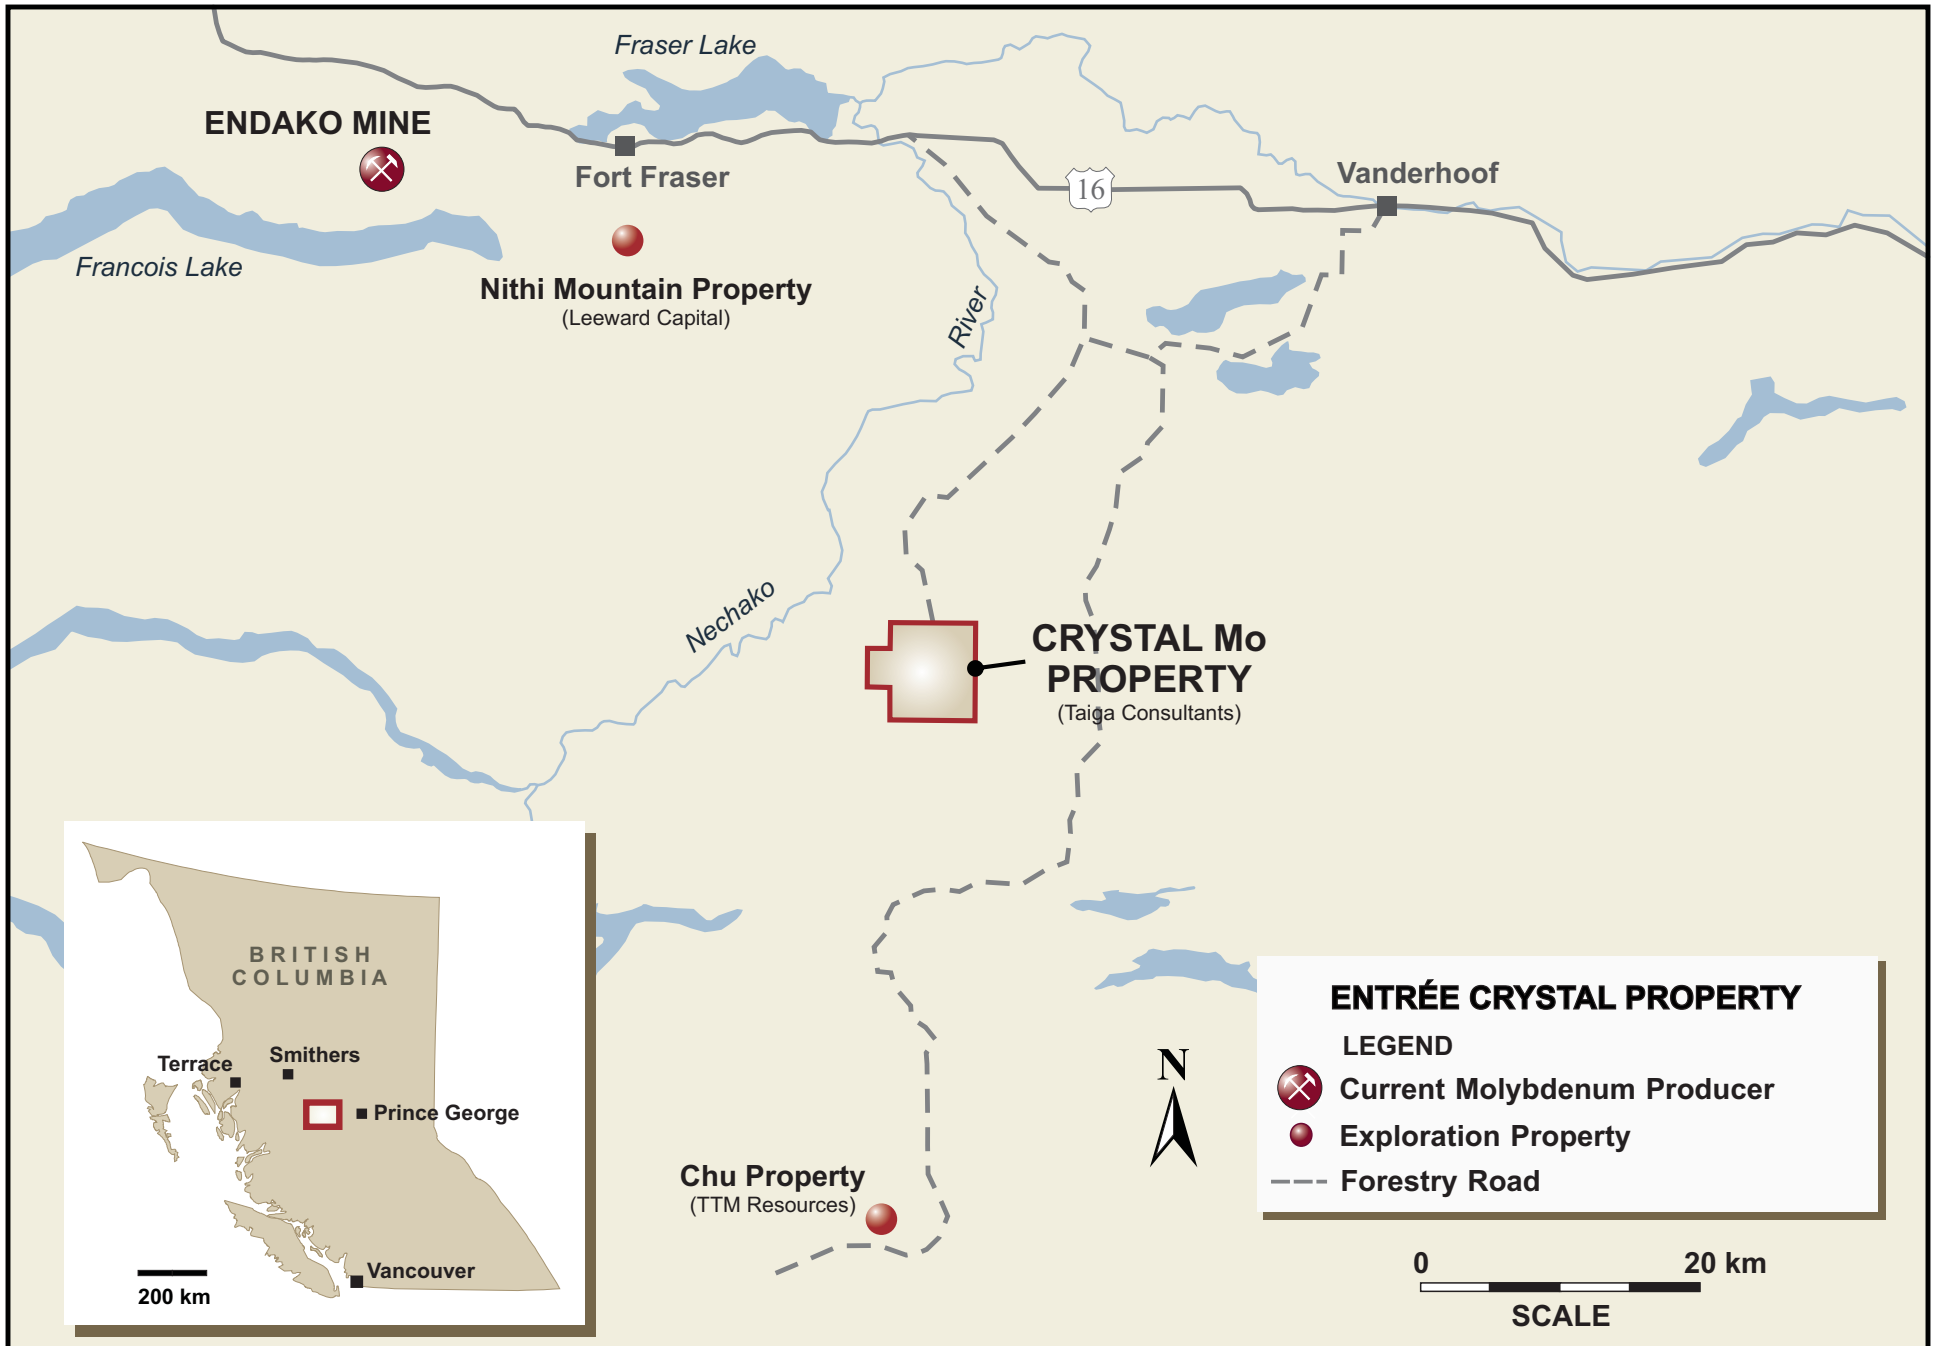 Fraser Lake
ENDAKO MINE
Fort Fraser
Vanderhoof
16
Francois Lake
Nithi Mountain Property
(Leeward Capital)
River
Nechako
CRYSTAL Mo
PROPERTY
(Taiga Consultants)
BRITISH
COLUMBIA
Terrace
Smithers
Prince George
Vancouver
200 km
Chu Property
(TTM Resources)
N
ENTRÉE CRYSTAL PROPERTY
LEGEND
Current Molybdenum Producer
Exploration Property
Forestry Road
0 20 km
SCALE